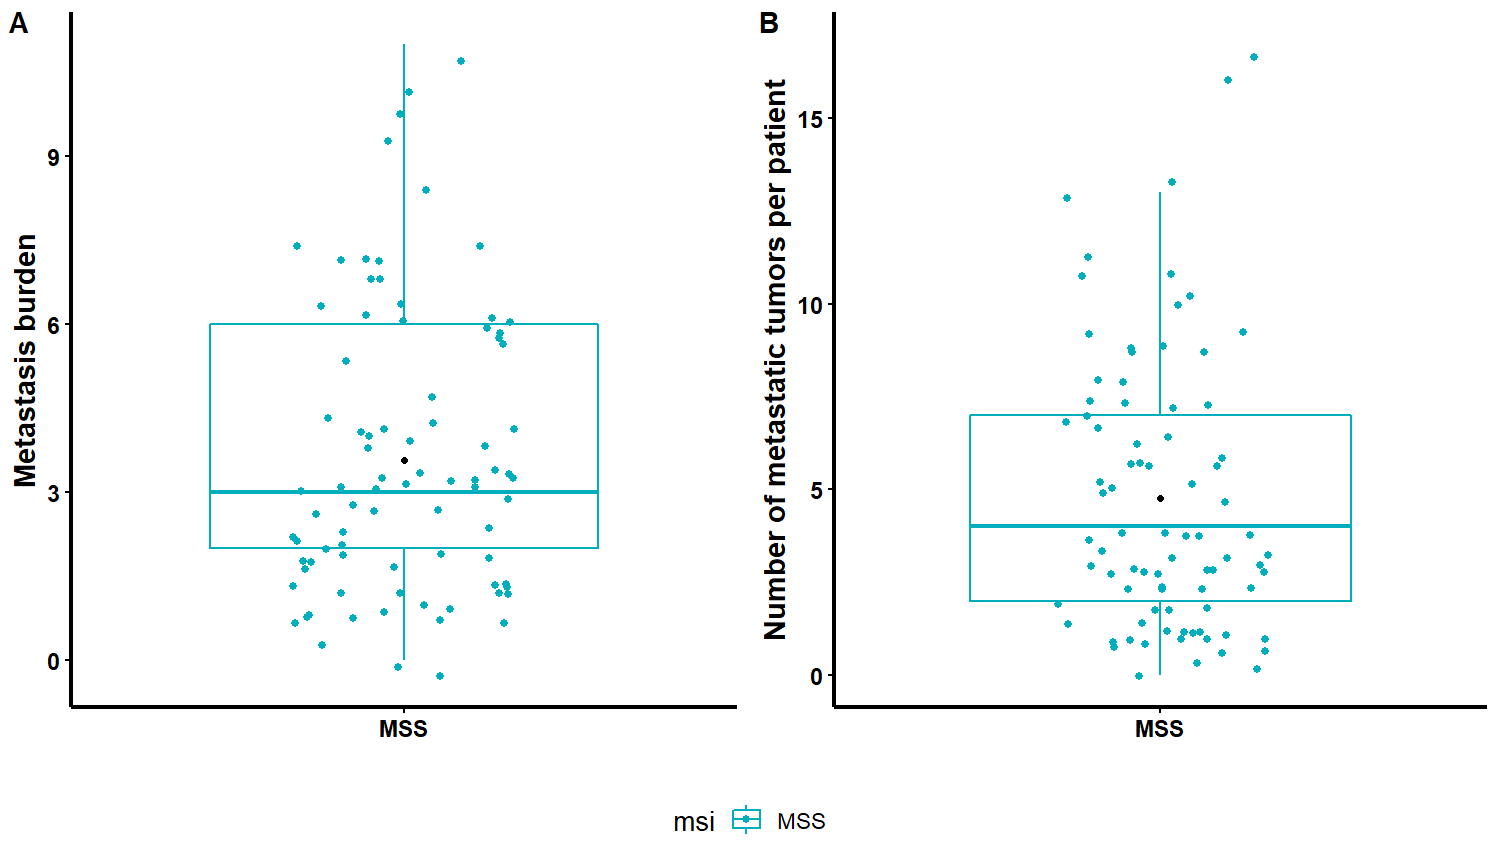 A
Metastasis burden
9
6
3
0
MSS
B
Number of metastatic tumors per patient
15
10
5
0
MSS
msi MSS